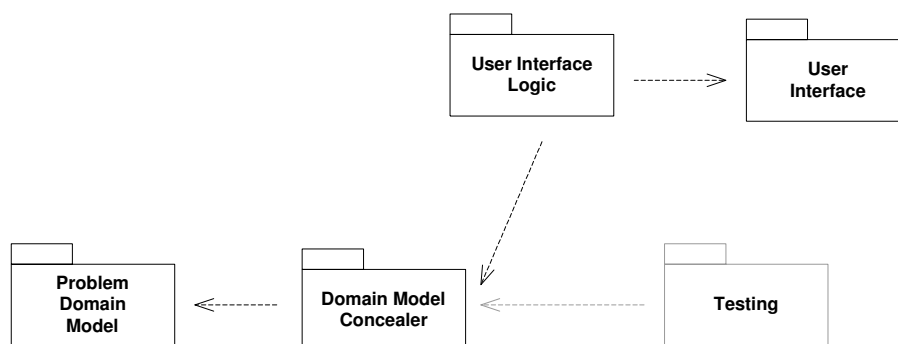 User Interface
Logic
User
Interface
Problem
Domain
Model
Domain Model
Concealer
Testing